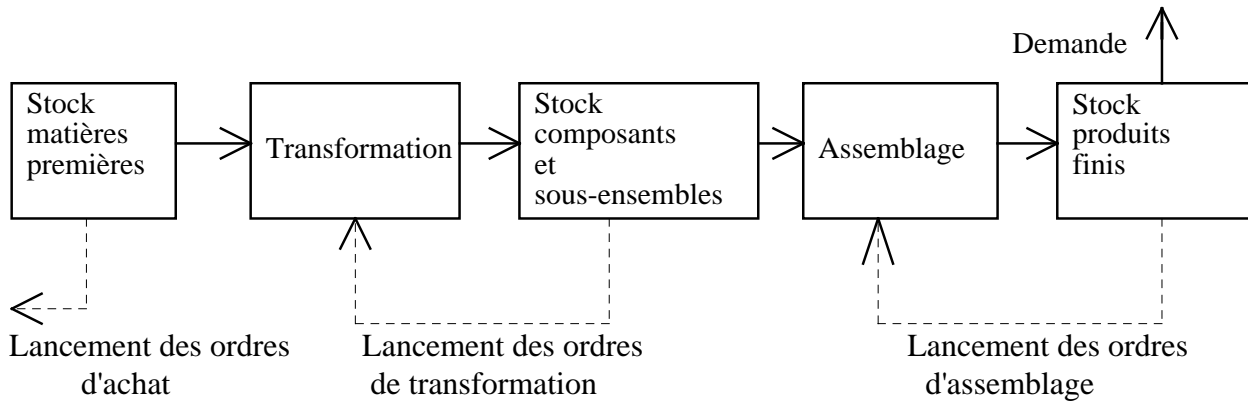 Demande
Stock
matières
premières
Transformation
Stock
composants
et
sous-ensembles
Assemblage
Stock
produits
finis
Lancement des ordres
d'achat
Lancement des ordres
de transformation
Lancement des ordres
d'assemblage